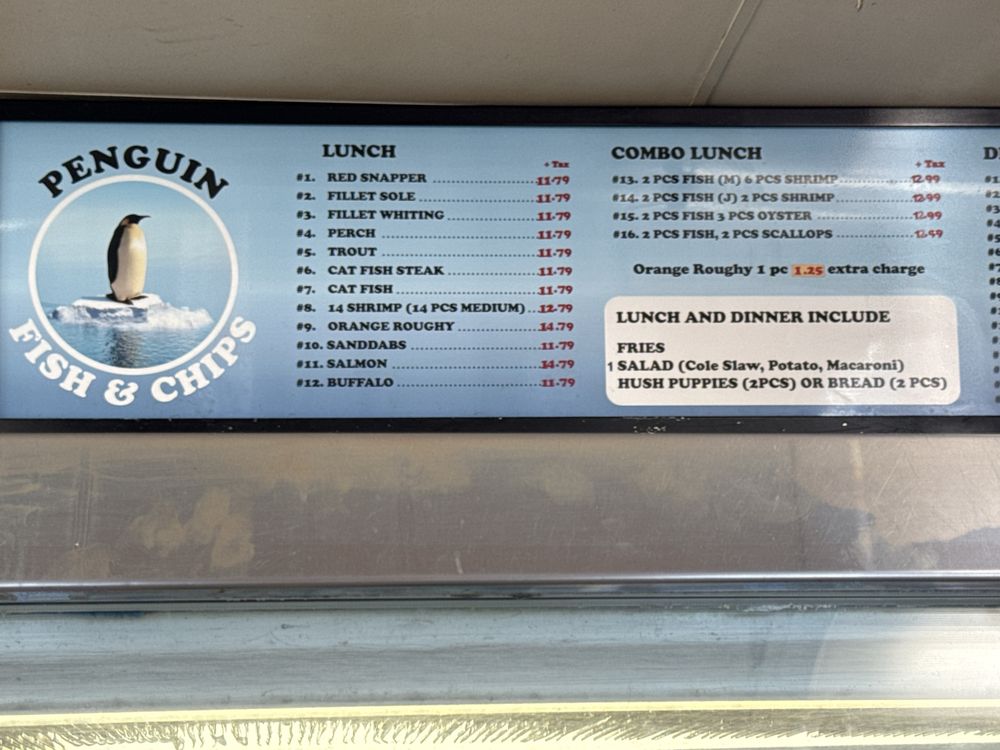 PENGUIN
FISH & CHIPS
LUNCH
+ Tax
#1. RED SNAPPER 11.79
#2. FILLET SOLE 11.79
#3. FILLET WHITING 11.79
#4. PERCH 11.79
#5. TROUT 11.79
#6. CAT FISH STEAK 11.79
#7. CAT FISH 11.79
#8. 14 SHRIMP (14 PCS MEDIUM) 12.79
#9. ORANGE ROUGHY 14.79
#10. SANDDABS 11.79
#11. SALMON 14.79
#12. BUFFALO 11.79
COMBO LUNCH
+ Tax
#13. 2 PCS FISH (M) 6 PCS SHRIMP 12.99
#14. 2 PCS FISH (J) 2 PCS SHRIMP 12.99
#15. 2 PCS FISH 3 PCS OYSTER 12.99
#16. 2 PCS FISH, 2 PCS SCALLOPS 12.99
Orange Roughy 1 pc 1.25 extra charge
LUNCH AND DINNER INCLUDE
FRIES
1 SALAD (Cole Slaw, Potato, Macaroni)
HUSH PUPPIES (2PCS) OR BREAD (2 PCS)